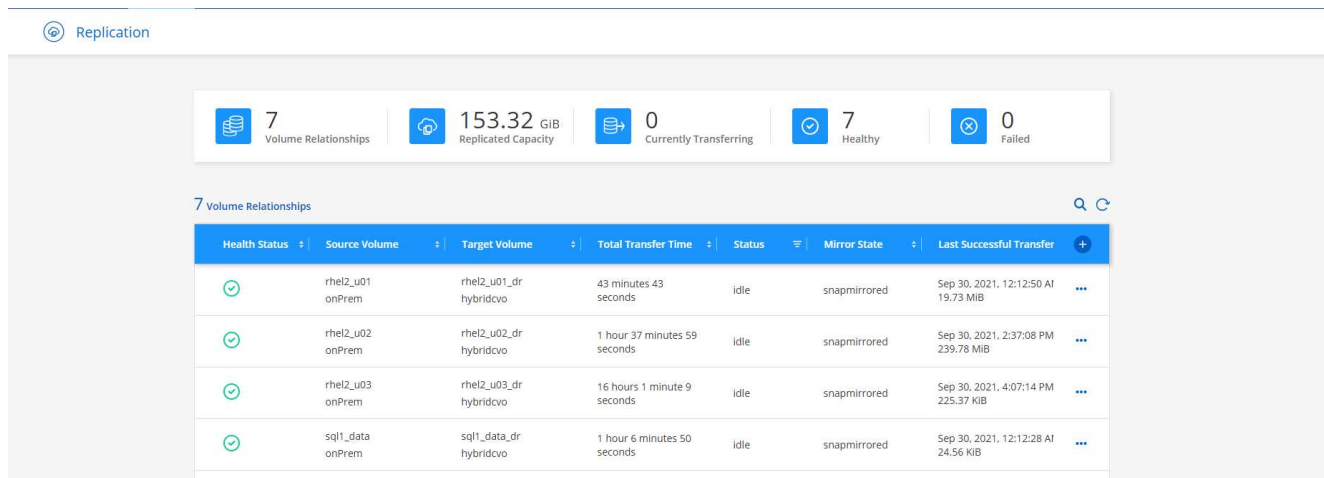 Replication
7
Volume Relationships
153.32 GiB
Replicated Capacity
0
Currently Transferring
7
Healthy
0
Failed
7 Volume Relationships
Health Status Source Volume Target Volume Total Transfer Time Status Mirror State Last Successful Transfer
rhel2_u01 rhel2_u01_dr 43 minutes 43 Sep 30, 2021, 12:12:50 AM
onPrem hybridcvo seconds idle snapmirrored 19.73 MiB
rhel2_u02 rhel2_u02_dr 1 hour 37 minutes 59 Sep 30, 2021, 2:37:08 PM
onPrem hybridcvo seconds idle snapmirrored 239.78 MiB
rhel2_u03 rhel2_u03_dr 16 hours 1 minute 9 Sep 30, 2021, 4:07:14 PM
onPrem hybridcvo seconds idle snapmirrored 225.37 KiB
sql1_data sql1_data_dr 1 hour 6 minutes 50 Sep 30, 2021, 12:12:28 AM
onPrem hybridcvo seconds idle snapmirrored 24.56 KiB